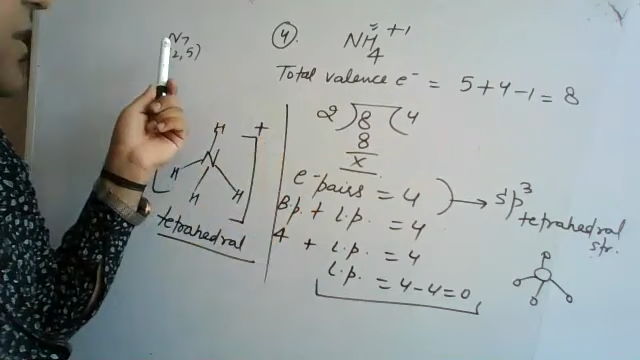 N7
2,5)
4 NH4 +1
Total valence e⁻ = 5+4-1 = 8
2)8(4
8
x
e-pairs = 4 → sp³
B.p. + l.p. = 4 tetrahedral str.
4 + l.p. = 4
l.p. = 4-4=0
H +
N
H H
H
tetrahedral